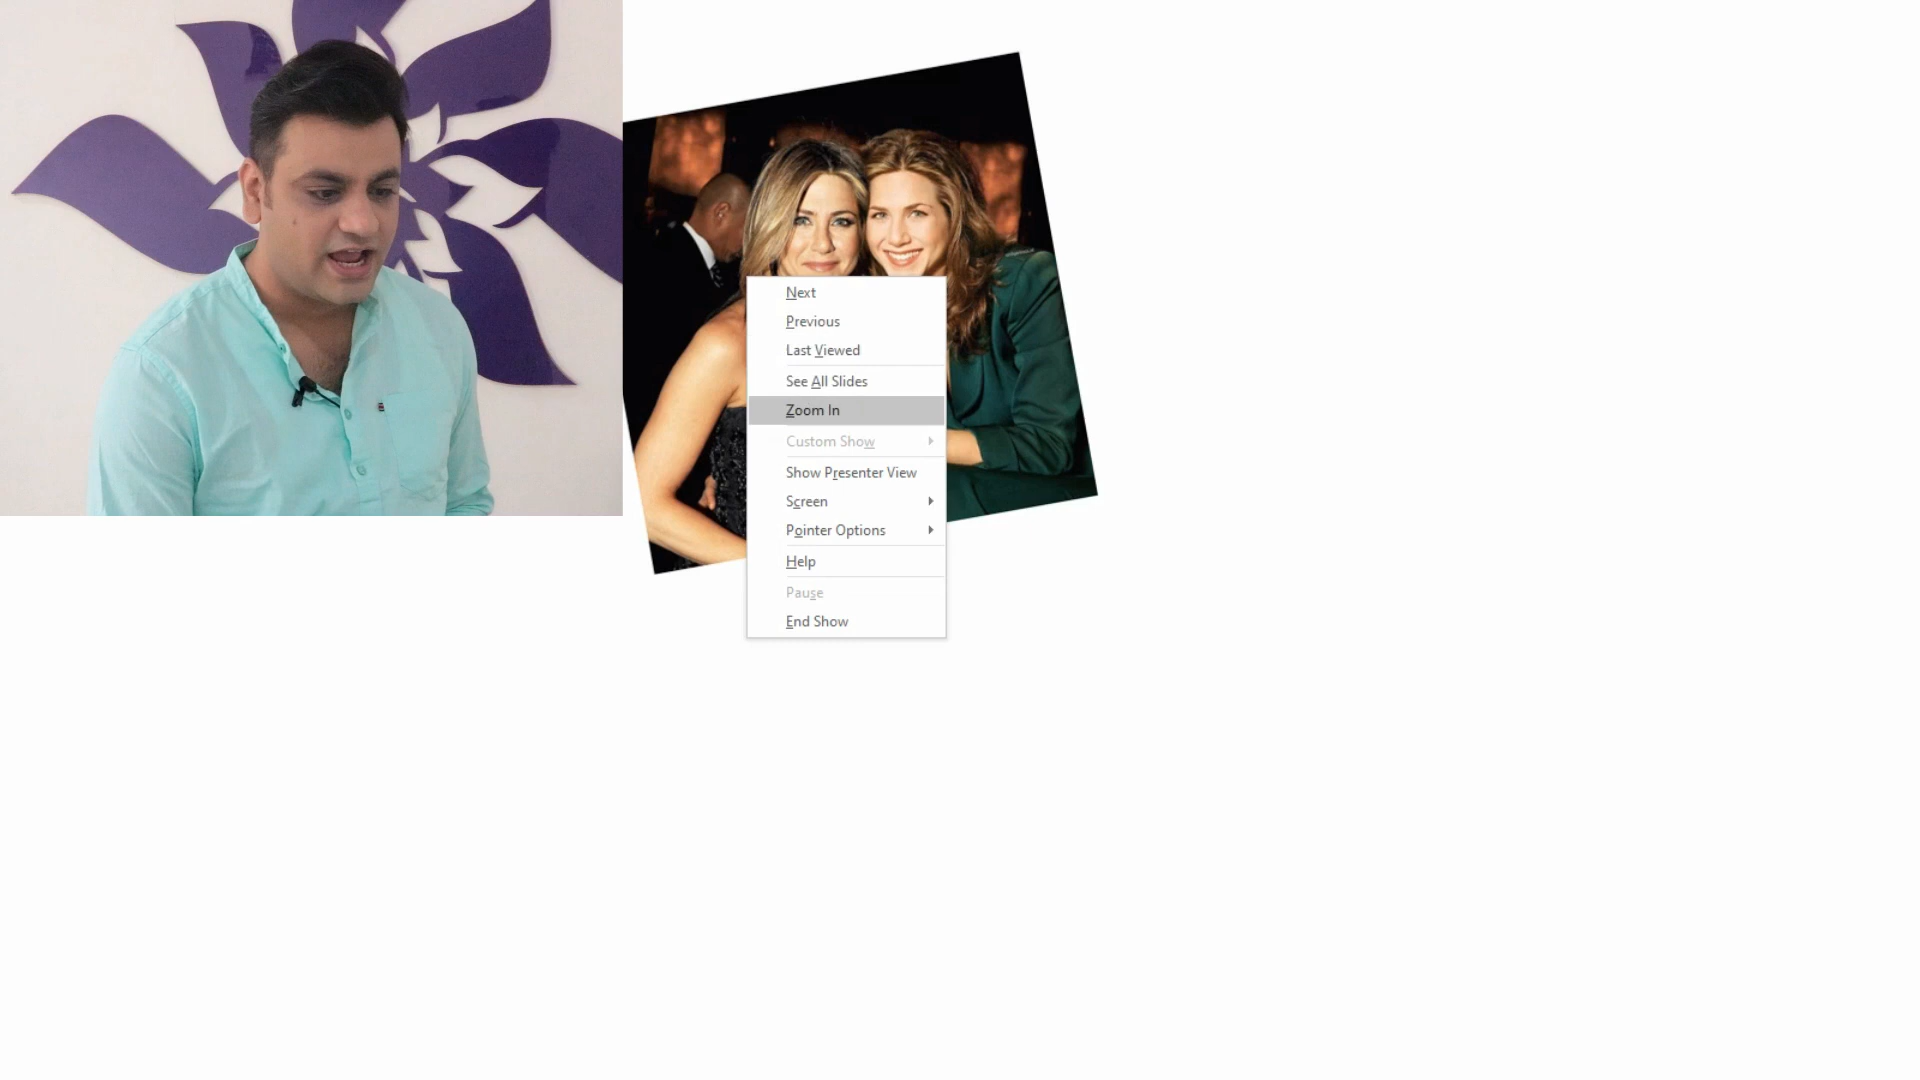 Next
Previous
Last Viewed
See All Slides
Zoom In
Custom Show
Show Presenter View
Screen
Pointer Options
Help
Pause
End Show